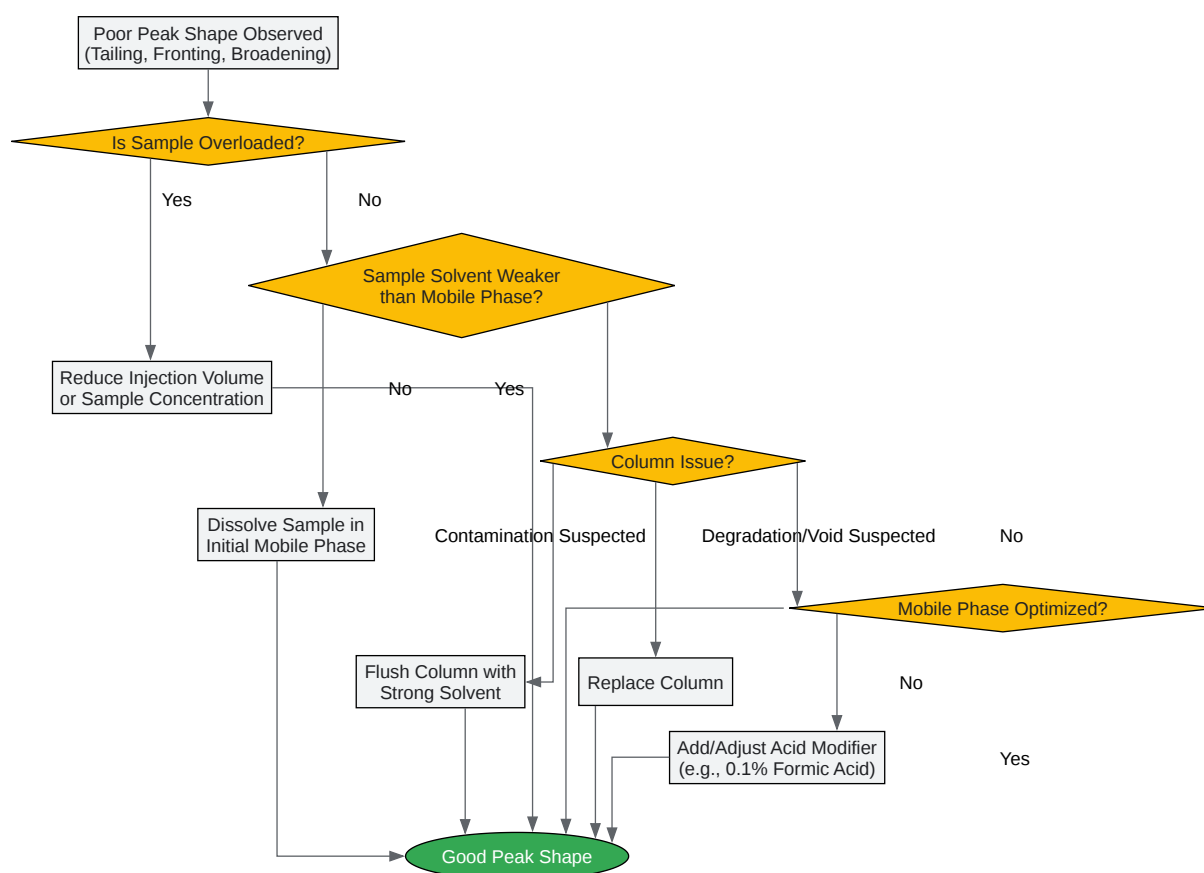 Poor Peak Shape Observed
(Tailing, Fronting, Broadening)
Is Sample Overloaded?
Yes
No
Sample Solvent Weaker
than Mobile Phase?
Reduce Injection Volume
or Sample Concentration
No
Yes
Column Issue?
Dissolve Sample in
Initial Mobile Phase
Contamination Suspected
Degradation/Void Suspected
No
Mobile Phase Optimized?
Flush Column with
Strong Solvent
Replace Column
No
Add/Adjust Acid Modifier
(e.g., 0.1% Formic Acid)
Yes
Good Peak Shape